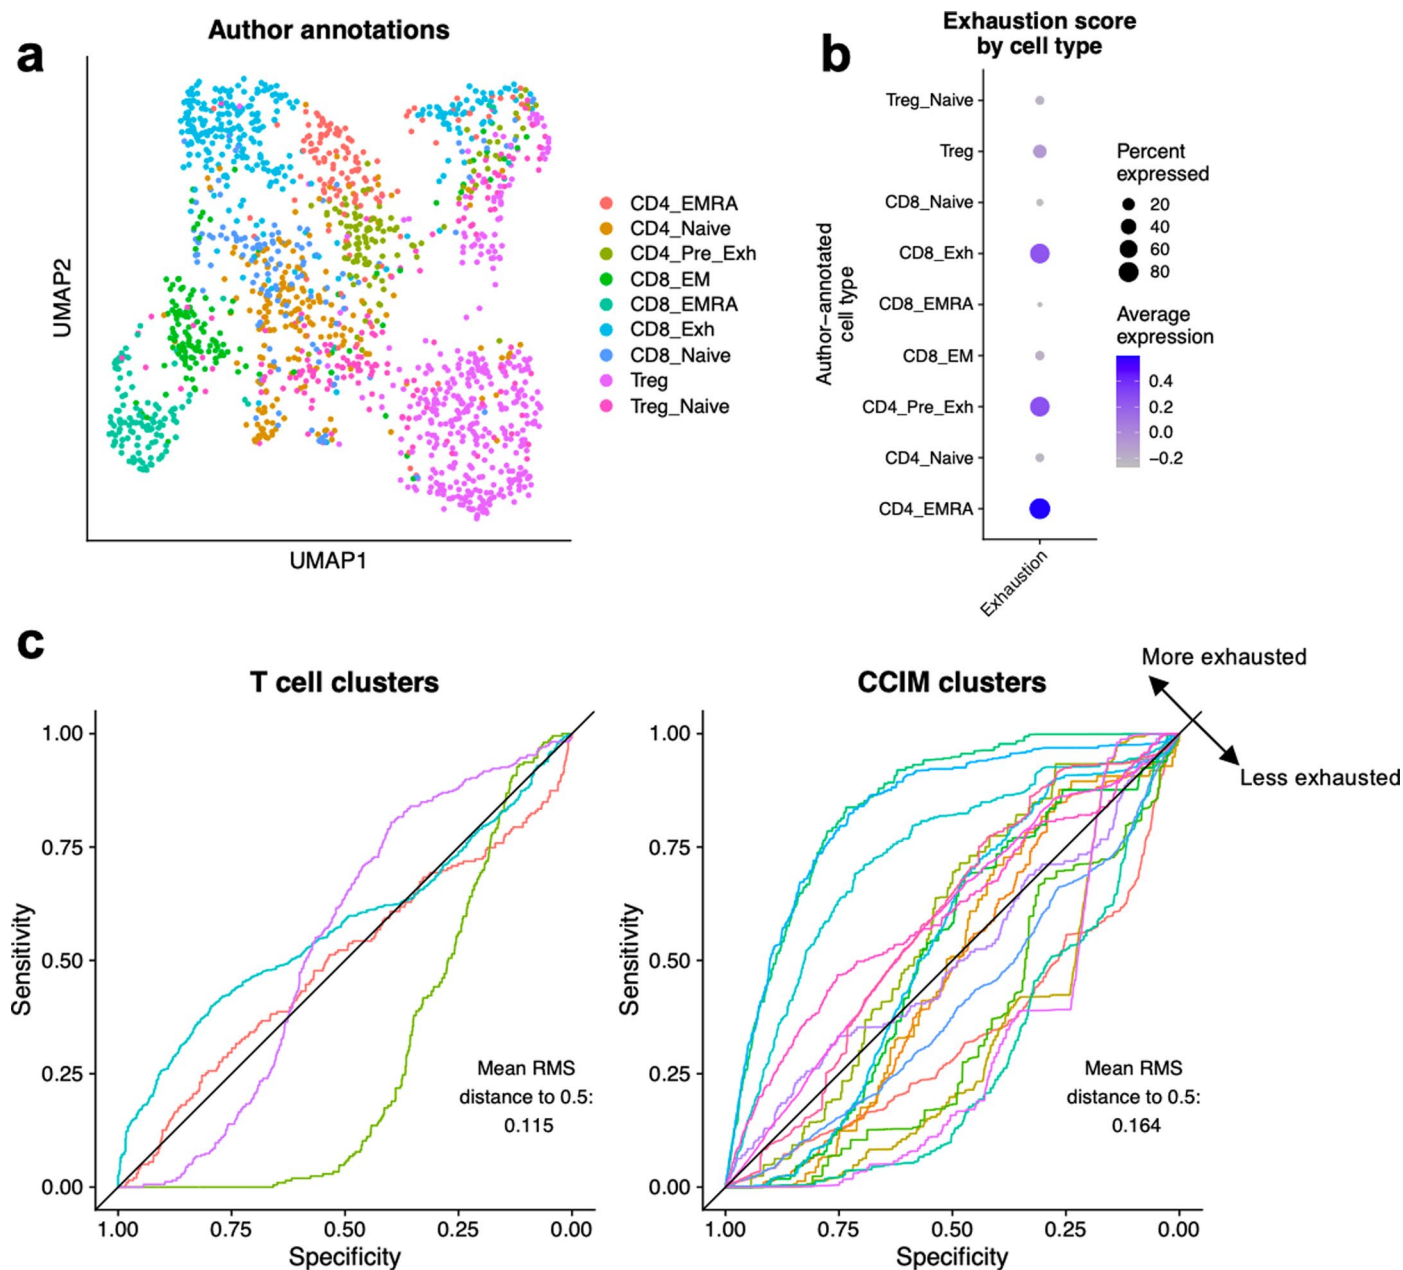 a
Author annotations
UMAP2
UMAP1
CD4_EMRA
CD4_Naive
CD4_Pre_Exh
CD8_EM
CD8_EMRA
CD8_Exh
CD8_Naive
Treg
Treg_Naive
b
Exhaustion score
by cell type
Author−annotated
cell type
Treg_Naive
Treg
CD8_Naive
CD8_Exh
CD8_EMRA
CD8_EM
CD4_Pre_Exh
CD4_Naive
CD4_EMRA
Exhaustion
Percent
expressed
20
40
60
80
Average
expression
0.4
0.2
0.0
−0.2
c
T cell clusters
Sensitivity
1.00
0.75
0.50
0.25
0.00
Mean RMS
distance to 0.5:
0.115
1.00 0.75 0.50 0.25 0.00
Specificity
CCIM clusters
More exhausted
Less exhausted
Sensitivity
1.00
0.75
0.50
0.25
0.00
Mean RMS
distance to 0.5:
0.164
1.00 0.75 0.50 0.25 0.00
Specificity